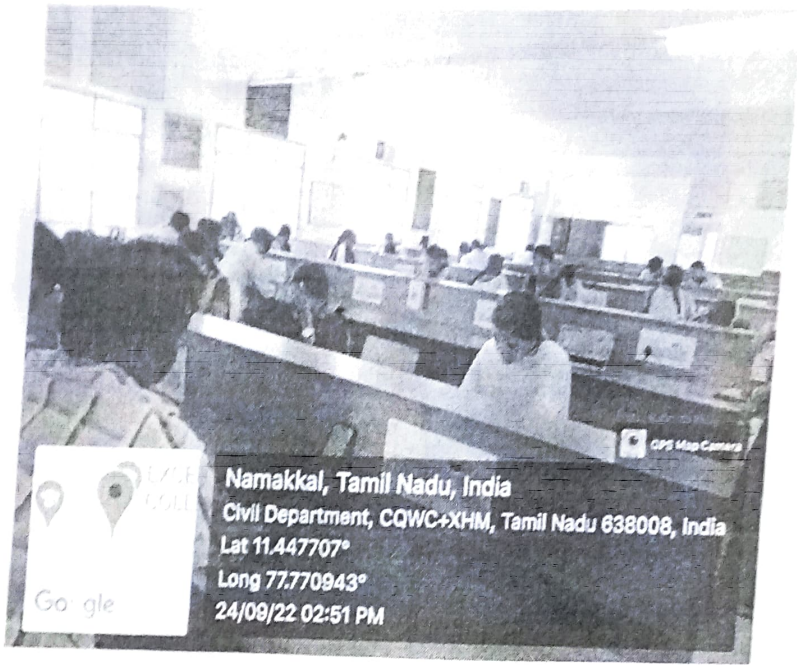 GPS Map Camera
Namakkal, Tamil Nadu, India
Civil Department, CQWC+XHM, Tamil Nadu 638008, India
Lat 11.447707°
Long 77.770943°
24/09/22 02:51 PM
Google